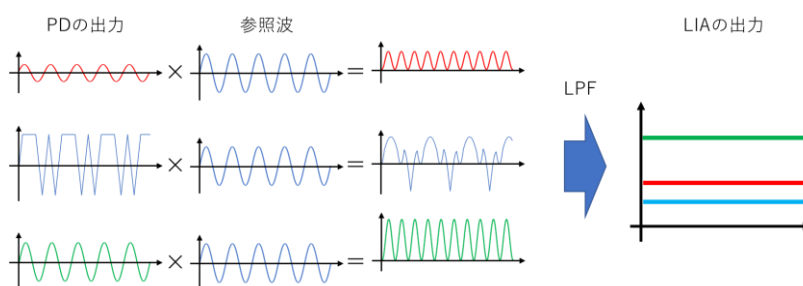 PDの出力
参照波
LIAの出力
× =
LPF
× =
× =